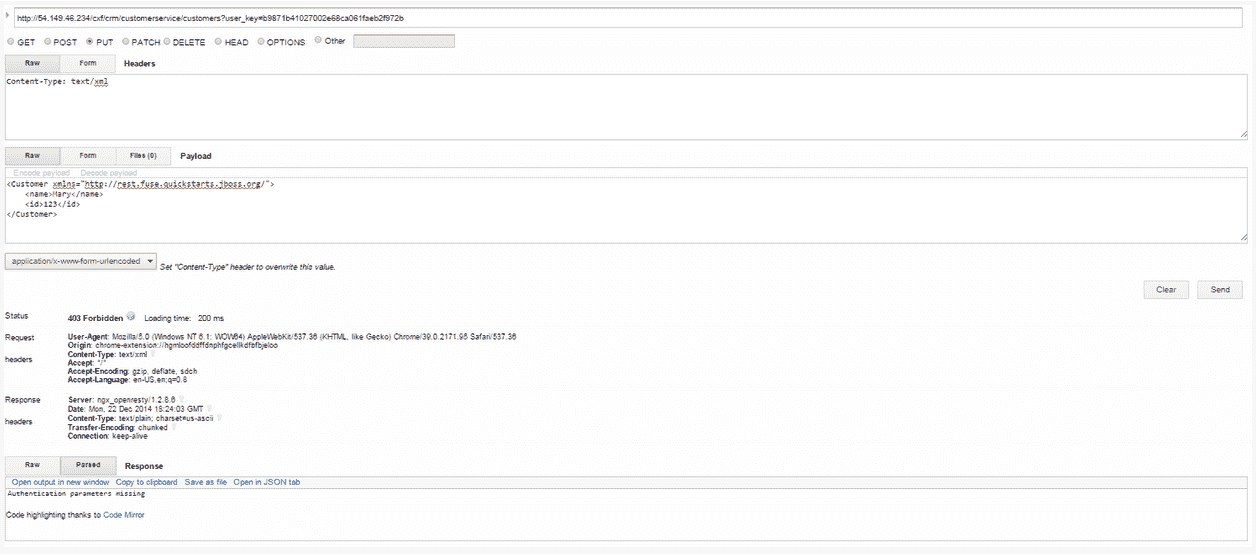 http://54.149.46.234/cxf/crm/customerservice/customers?user_key=b9871b41027002e68ca061faeb2f972b
GET POST PUT PATCH DELETE HEAD OPTIONS Other
Raw Form Headers
Content-Type: text/xml
Raw Form Files (0) Payload
Encode payload Decode payload
<Customer xmlns="http://rest.fuse.quickstarts.jboss.org/">
<name>Mary</name>
<id>123</id>
</Customer>
application/x-www-form-urlencoded Set "Content-Type" header to overwrite this value.
Clear Send
Status 403 Forbidden Loading time: 200 ms
Request headers
User-Agent: Mozilla/5.0 (Windows NT 6.1; WOW64) AppleWebKit/537.36 (KHTML, like Gecko) Chrome/39.0.2171.95 Safari/537.36
Origin: chrome-extension://hgmloofddffdnphfgcellkdfbfbjeloo
Content-Type: text/xml
Accept: */*
Accept-Encoding: gzip, deflate, sdch
Accept-Language: en-US,en;q=0.8
Response headers
Server: ngx_openresty/1.2.8.6
Date: Mon, 22 Dec 2014 18:24:03 GMT
Content-Type: text/plain; charset=us-ascii
Transfer-Encoding: chunked
Connection: keep-alive
Raw Parsed Response
Open output in new window Copy to clipboard Save as file Open in JSON tab
Authentication parameters missing
Code highlighting thanks to Code Mirror